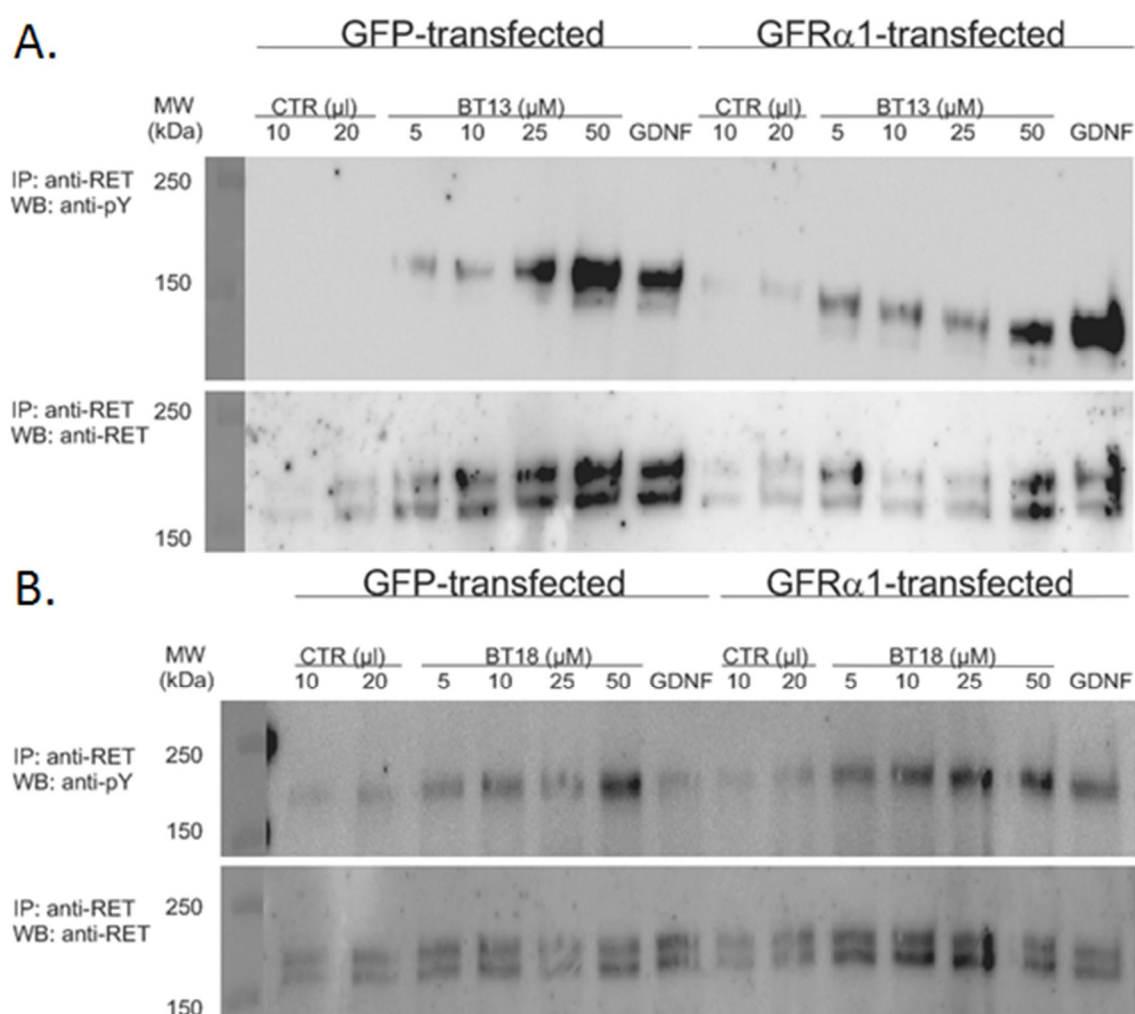 A.
GFP-transfected GFRα1-transfected
MW CTR (µl) BT13 (µM) CTR (µl) BT13 (µM)
(kDa) 10 20 5 10 25 50 GDNF 10 20 5 10 25 50 GDNF
IP: anti-RET 250
WB: anti-pY
150
IP: anti-RET 250
WB: anti-RET
150
B.
GFP-transfected GFRα1-transfected
MW CTR (µl) BT18 (µM) CTR (µl) BT18 (µM)
(kDa) 10 20 5 10 25 50 GDNF 10 20 5 10 25 50 GDNF
IP: anti-RET 250
WB: anti-pY
150
IP: anti-RET 250
WB: anti-RET
150